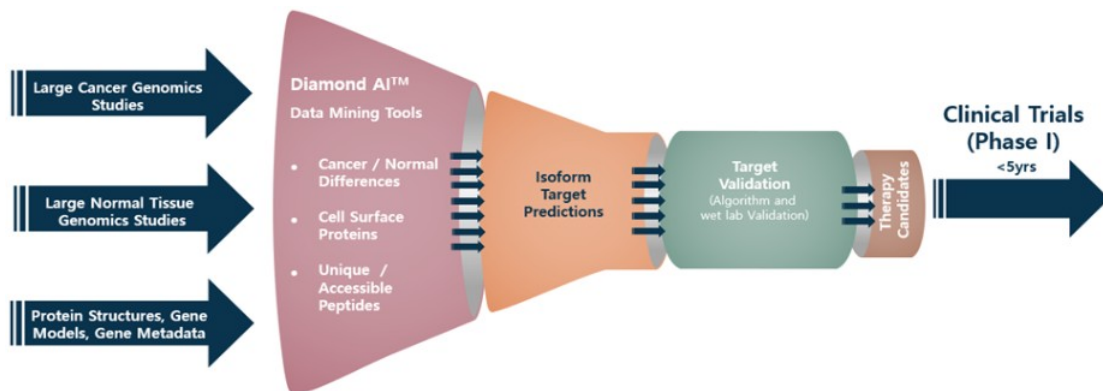 Large Cancer Genomics
Studies
Large Normal Tissue
Genomics Studies
Protein Structures, Gene
Models, Gene Metadata
Diamond AI™
Data Mining Tools
• Cancer / Normal
Differences
• Cell Surface
Proteins
• Unique /
Accessible
Peptides
Isoform
Target
Predictions
Target
Validation
(Algorithm and
wet lab Validation)
Therapy
Candidates
Clinical Trials
(Phase I)
<5yrs